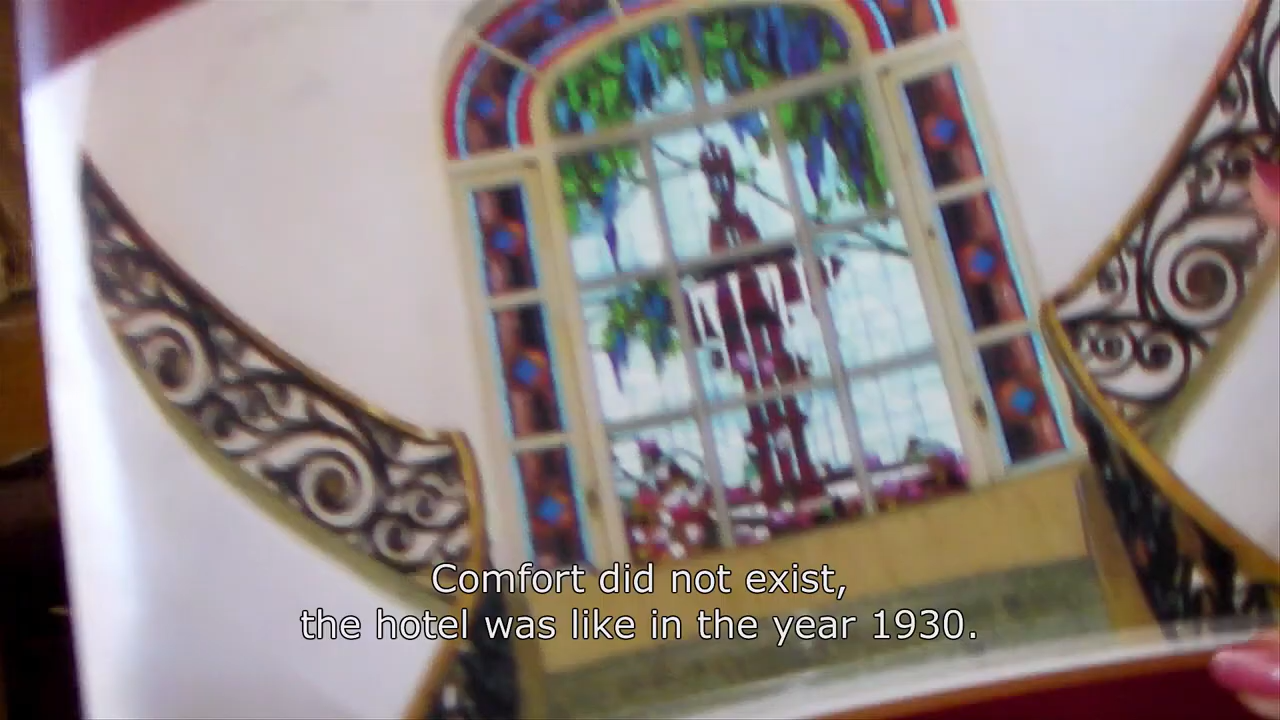 Comfort did not exist,
the hotel was like in the year 1930.